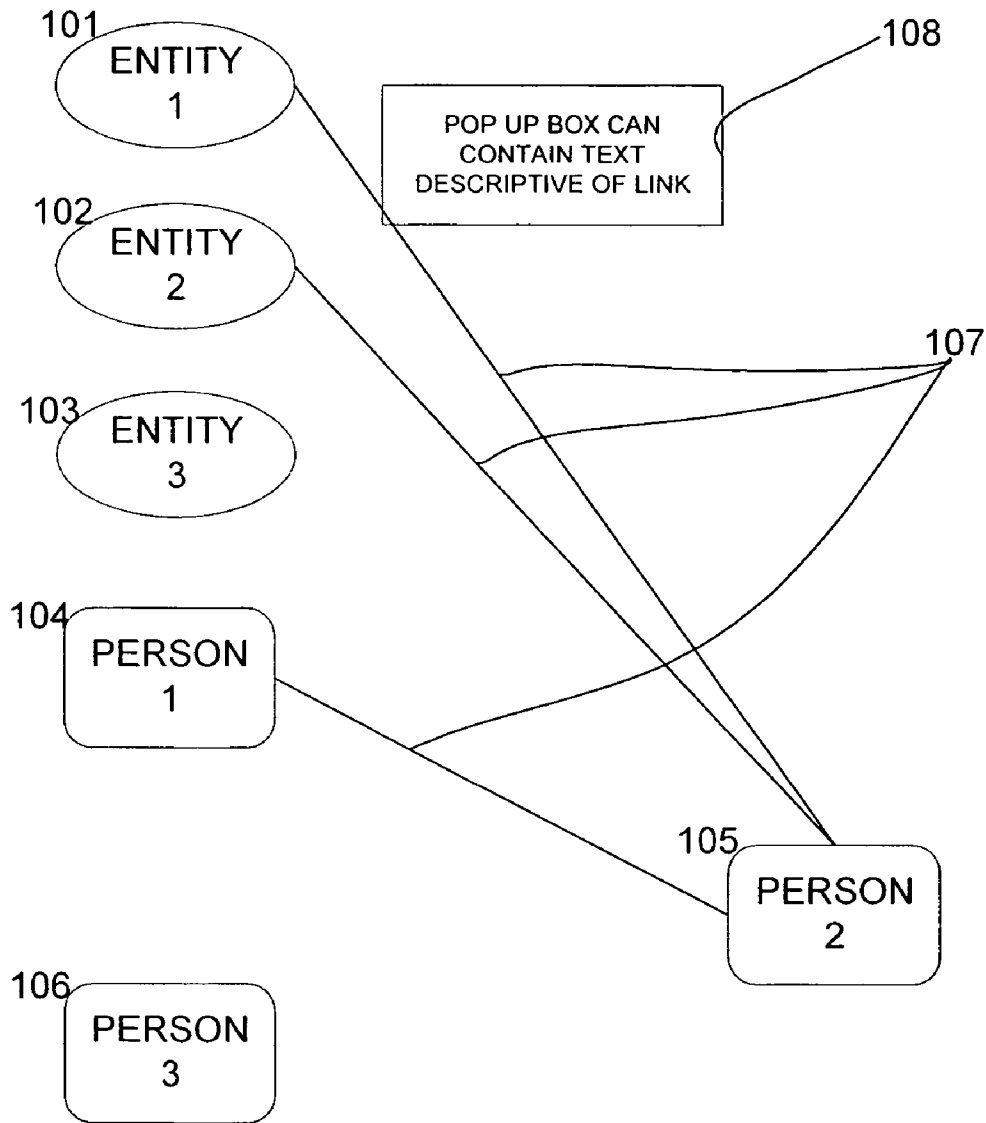 101
ENTITY
1
108
POP UP BOX CAN
CONTAIN TEXT
DESCRIPTIVE OF LINK
102
ENTITY
2
107
103
ENTITY
3
104
PERSON
1
105
PERSON
2
106
PERSON
3